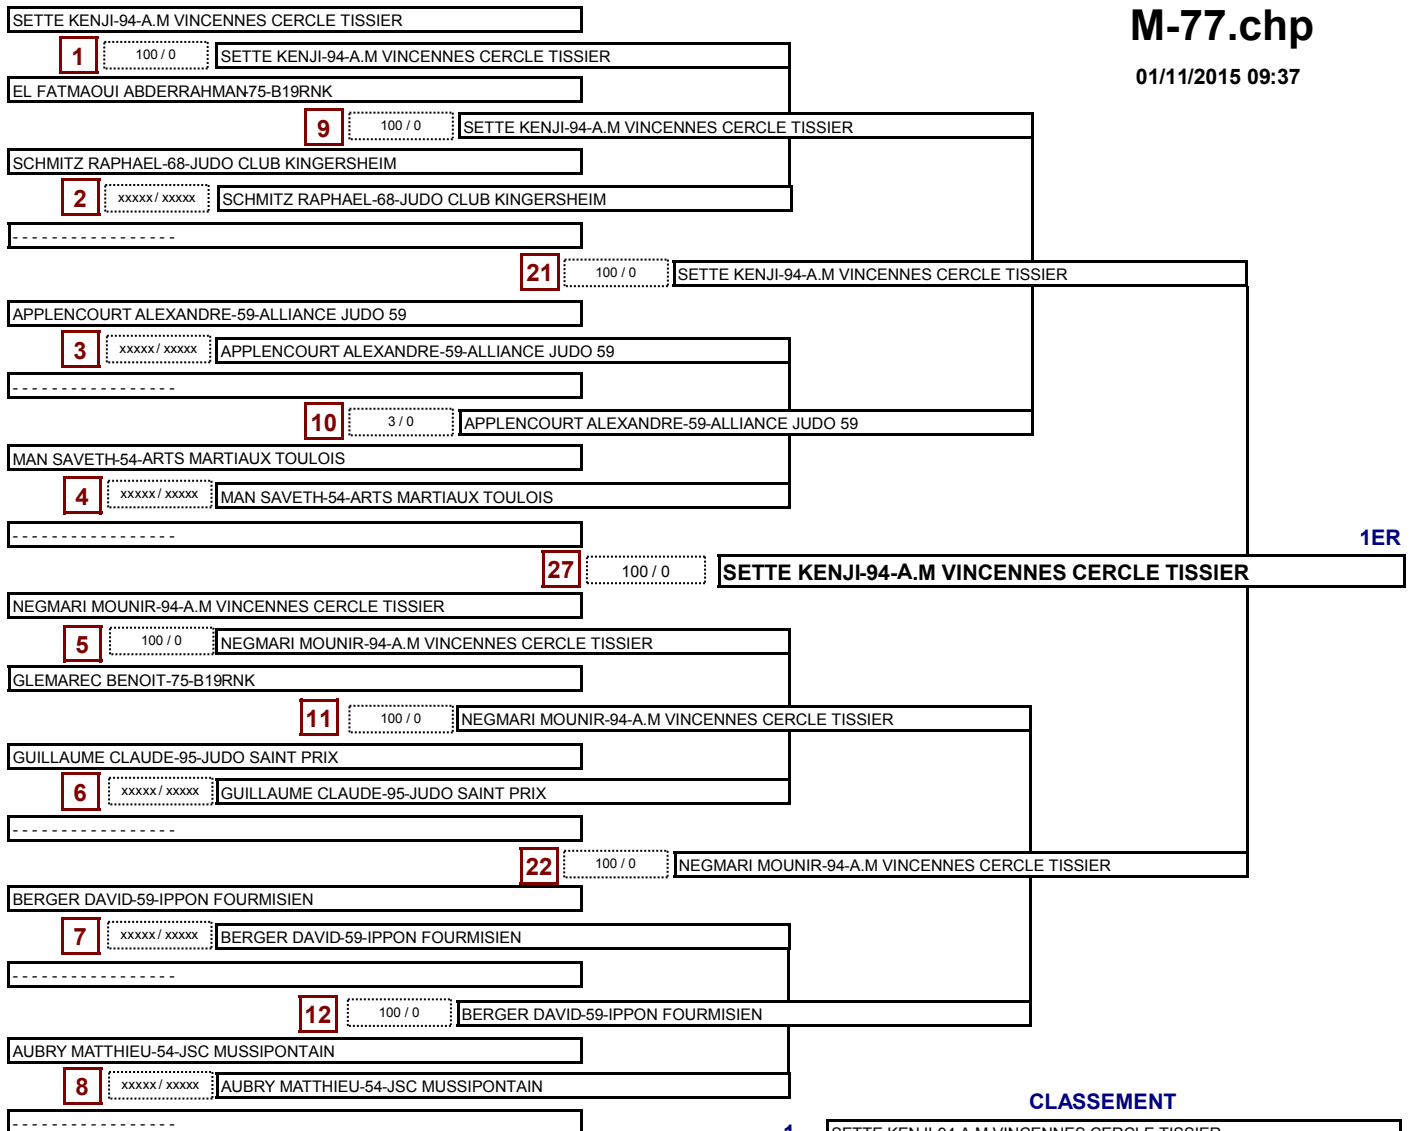 SETTE KENJI-94-A.M VINCENNES CERCLE TISSIER
M-77.chp
1 100 / 0 SETTE KENJI-94-A.M VINCENNES CERCLE TISSIER
01/11/2015 09:37
EL FATMAOUI ABDERRAHMAN-75-B19RNK
9 100 / 0 SETTE KENJI-94-A.M VINCENNES CERCLE TISSIER
SCHMITZ RAPHAEL-68-JUDO CLUB KINGERSHEIM
2 xxxxx / xxxxx SCHMITZ RAPHAEL-68-JUDO CLUB KINGERSHEIM
- - - - - - - - - - - - - - - - -
21 100 / 0 SETTE KENJI-94-A.M VINCENNES CERCLE TISSIER
APPLENCOURT ALEXANDRE-59-ALLIANCE JUDO 59
3 xxxxx / xxxxx APPLENCOURT ALEXANDRE-59-ALLIANCE JUDO 59
- - - - - - - - - - - - - - - - -
10 3 / 0 APPLENCOURT ALEXANDRE-59-ALLIANCE JUDO 59
MAN SAVETH-54-ARTS MARTIAUX TOULOIS
4 xxxxx / xxxxx MAN SAVETH-54-ARTS MARTIAUX TOULOIS
- - - - - - - - - - - - - - - - -
1ER
27 100 / 0 SETTE KENJI-94-A.M VINCENNES CERCLE TISSIER
NEGMARI MOUNIR-94-A.M VINCENNES CERCLE TISSIER
5 100 / 0 NEGMARI MOUNIR-94-A.M VINCENNES CERCLE TISSIER
GLEMAREC BENOIT-75-B19RNK
11 100 / 0 NEGMARI MOUNIR-94-A.M VINCENNES CERCLE TISSIER
GUILLAUME CLAUDE-95-JUDO SAINT PRIX
6 xxxxx / xxxxx GUILLAUME CLAUDE-95-JUDO SAINT PRIX
- - - - - - - - - - - - - - - - -
22 100 / 0 NEGMARI MOUNIR-94-A.M VINCENNES CERCLE TISSIER
BERGER DAVID-59-IPPON FOURMISIEN
7 xxxxx / xxxxx BERGER DAVID-59-IPPON FOURMISIEN
- - - - - - - - - - - - - - - - -
12 100 / 0 BERGER DAVID-59-IPPON FOURMISIEN
AUBRY MATTHIEU-54-JSC MUSSIPONTAIN
8 xxxxx / xxxxx AUBRY MATTHIEU-54-JSC MUSSIPONTAIN
CLASSEMENT
- - - - - - - - - - - - - - - - -
1 SETTE KENJI-94-A.M VINCENNES CERCLE TISSIER